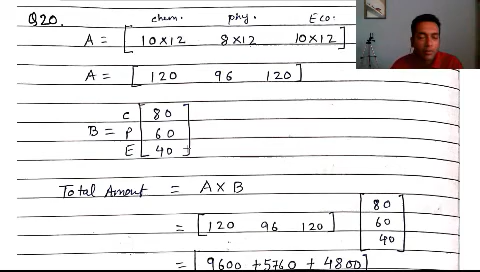 Q20. chem. phy. Eco.
A = [ 10 x 12 8 x 12 10 x 12 ]
A = [ 120 96 120 ]
C 80
B = P 60
E 40
Total Amount = A x B
= [ 120 96 120 ] [ 80
60
40 ]
= [ 9600 + 5760 + 4800 ]